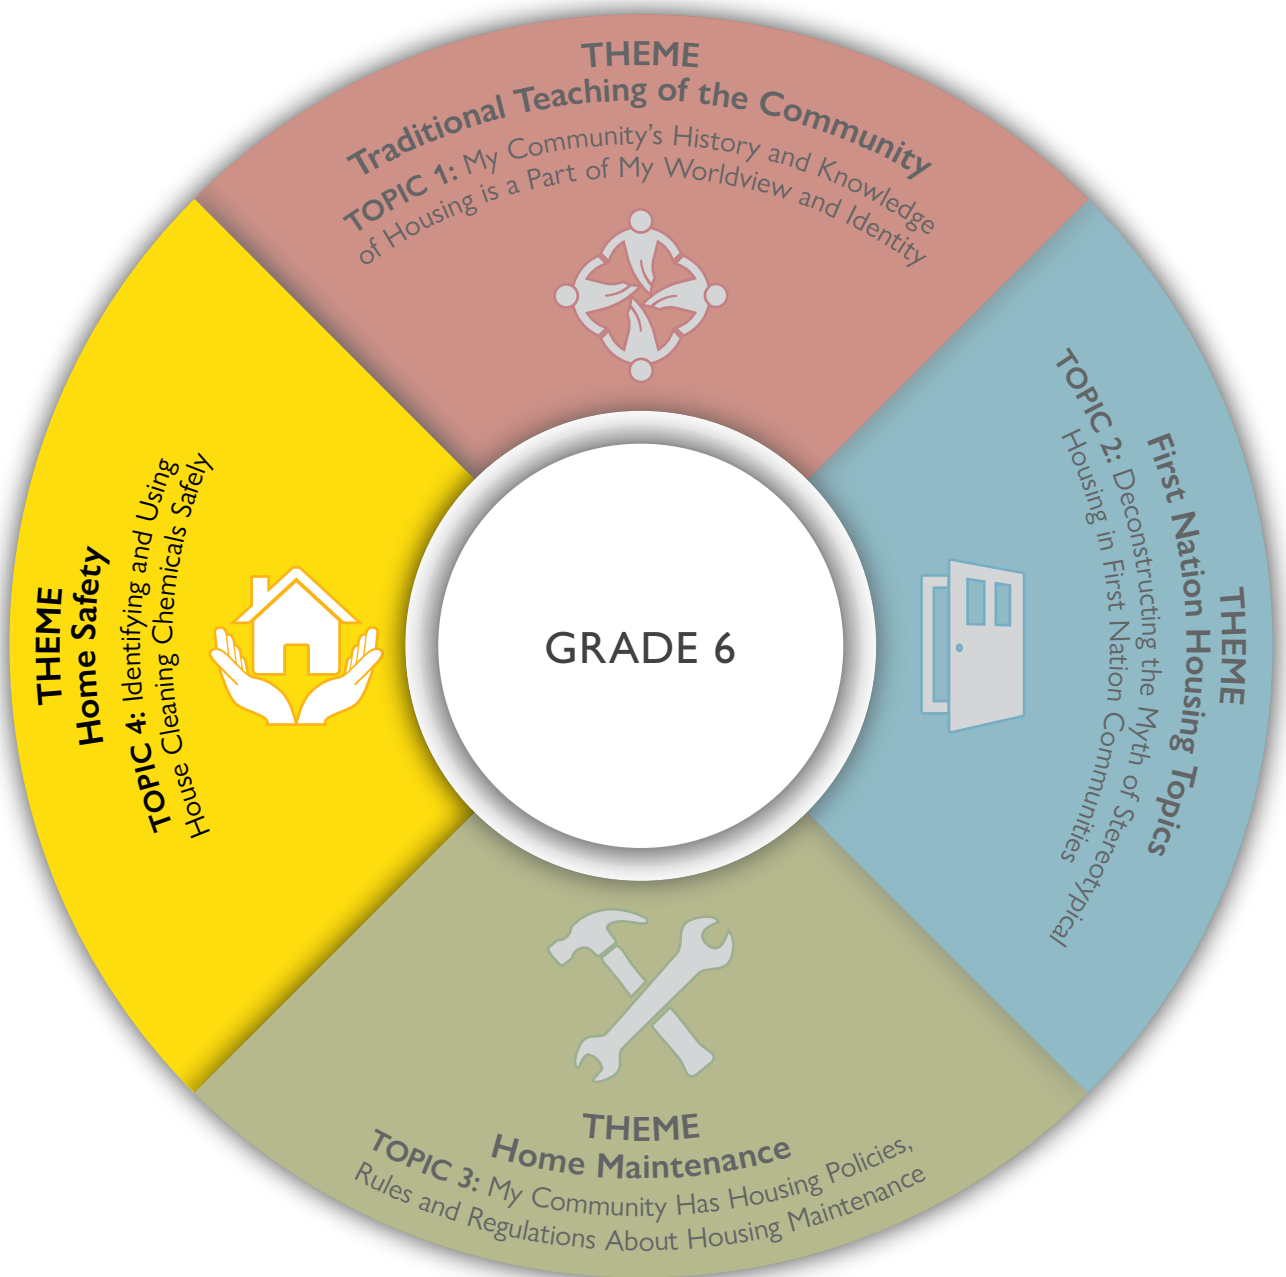 THEME
Traditional Teaching of the Community
TOPIC 1: My Community’s History and Knowledge
of Housing is a Part of My Worldview and Identity
THEME
First Nation Housing Topics
TOPIC 2: Deconstructing the Myth of Stereotypical
Housing in First Nation Communities
THEME
Home Maintenance
TOPIC 3: My Community Has Housing Policies,
Rules and Regulations About Housing Maintenance
THEME
Home Safety
TOPIC 4: Identifying and Using
House Cleaning Chemicals Safely
GRADE 6